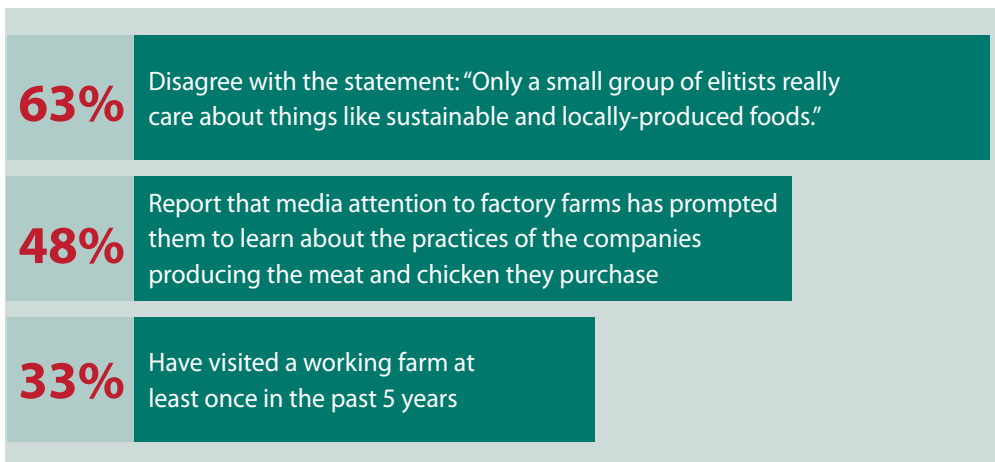 63%
Disagree with the statement: “Only a small group of elitists really
care about things like sustainable and locally-produced foods.”
48%
Report that media attention to factory farms has prompted
them to learn about the practices of the companies
producing the meat and chicken they purchase
33%
Have visited a working farm at
least once in the past 5 years